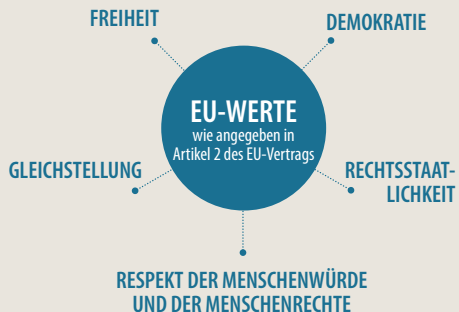 FREIHEIT
DEMOKRATIE
EU-WERTE
wie angegeben in
Artikel 2 des EU-Vertrags
GLEICHSTELLUNG
RECHTSSTAAT-
LICHKEIT
RESPEKT DER MENSCHENWÜRDE
UND DER MENSCHENRECHTE